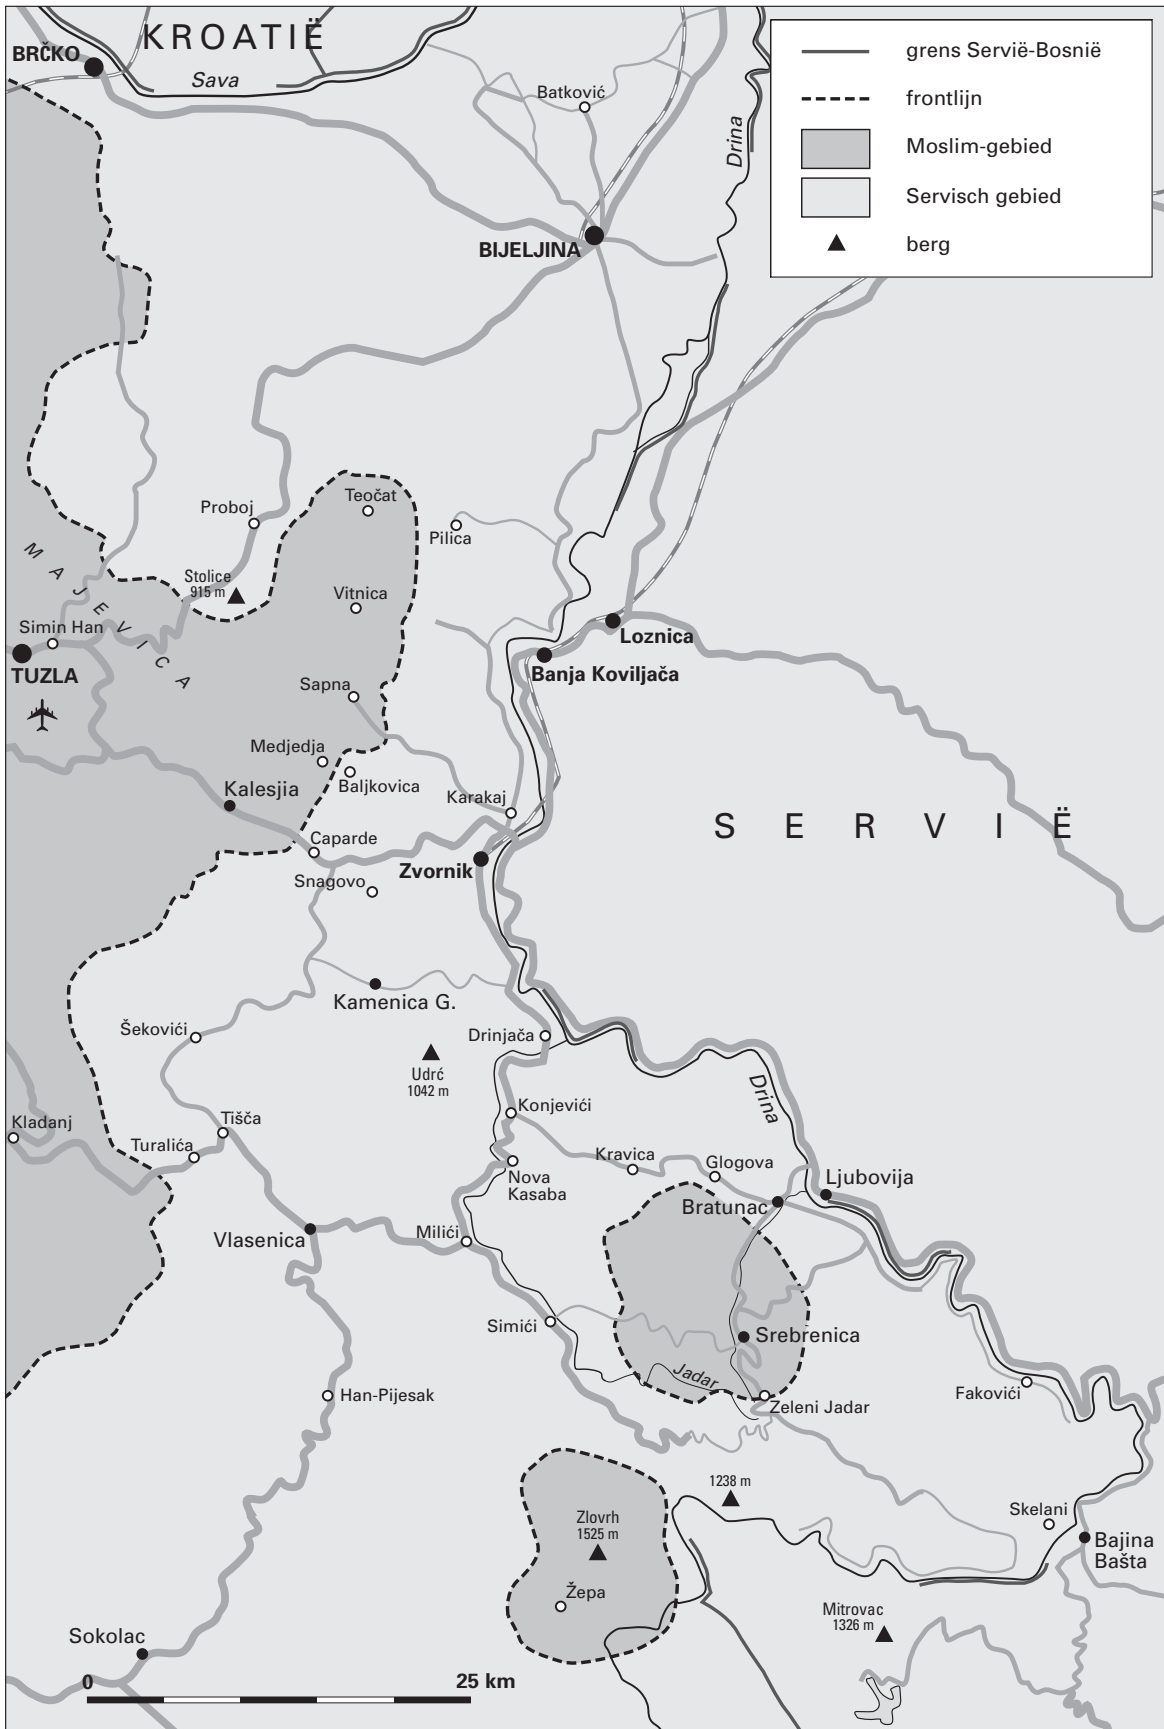 KROATIË
BRČKO
Sava
Batković
Drina
grens Servië-Bosnië
frontlijn
Moslim-gebied
Servisch gebied
berg
BIJELJINA
Teočat
Proboj
Pilica
MAJEVICA
Stolice
915 m
Vitnica
Simin Han
TUZLA
Loznica
Banja Koviljača
Sapna
Medjedja
Baljkovica
Kalesjia
Karakaj
SERVIË
Caparde
Zvornik
Snagovo
Kamenica G.
Šekovići
Drinjača
Udrć
1042 m
Drina
Kladanj
Tišča
Konjevići
Turalića
Kravica
Glogova
Nova
Kasaba
Ljubovija
Bratunac
Vlasenica
Milići
Simići
Srebrenica
Jadar
Han-Pijesak
Fakovići
Zeleni Jadar
1238 m
Zlovrh
1525 m
Skelani
Bajina
Bašta
Žepa
Mitrovac
1326 m
Sokolac
0
25 km